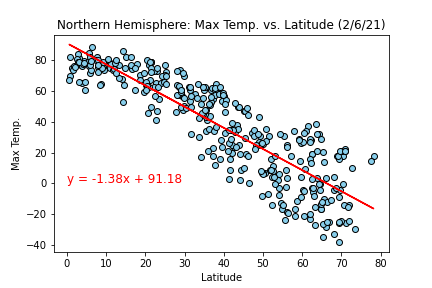 Northern Hemisphere: Max Temp. vs. Latitude (2/6/21)
80
60
40
20
0
−20
−40
Max Temp.
y = -1.38x + 91.18
0 10 20 30 40 50 60 70 80
Latitude